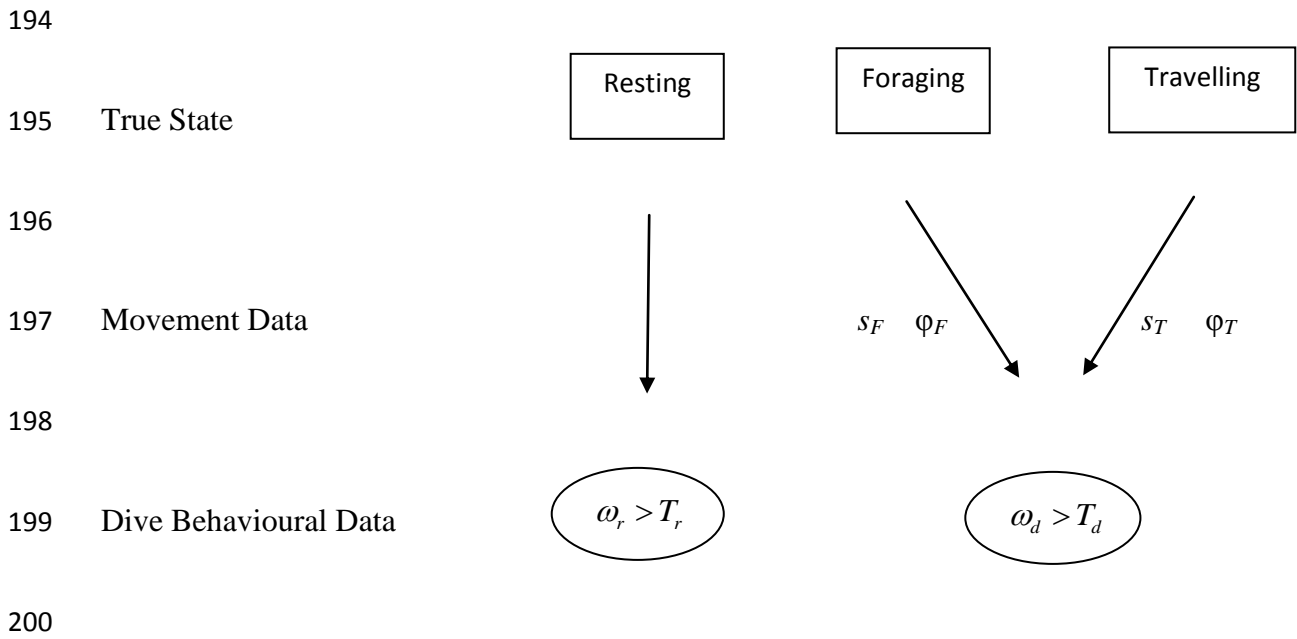 194
Resting Foraging Travelling
195 True State
196
197 Movement Data s_F φ_F s_T φ_T
198
199 Dive Behavioural Data ω_r > T_r ω_d > T_d
200